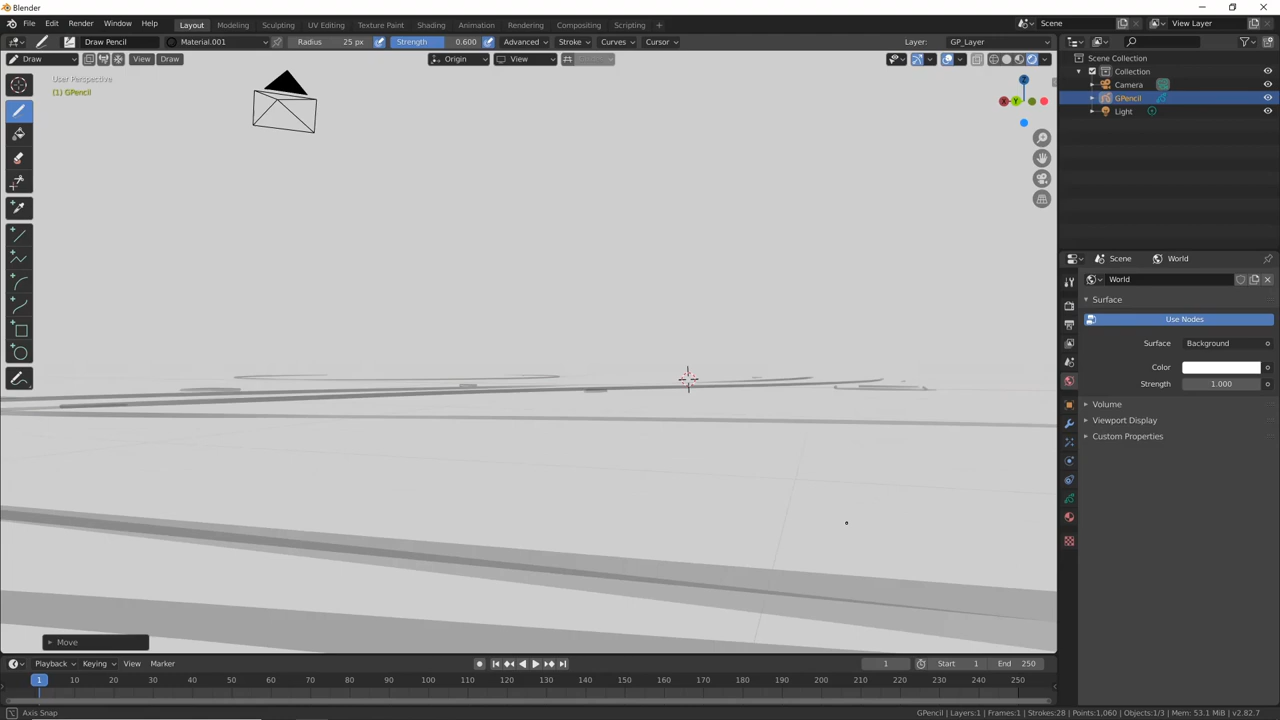 Blender
File Edit Render Window Help Layout Modeling Sculpting UV Editing Texture Paint Shading Animation Rendering Compositing Scripting + Scene View Layer
Draw Pencil Material.001 Radius 25 px Strength 0.600 Advanced Stroke Curves Cursor Layer: GP_Layer
Draw View Draw Origin View
User Perspective
(1) GPencil
Z
X Y
Scene Collection
Collection
Camera
GPencil
Light
Scene World
World
Surface
Use Nodes
Surface Background
Color
Strength 1.000
Volume
Viewport Display
Custom Properties
Move
Playback Keying View Marker 1 Start 1 End 250
1 10 20 30 40 50 60 70 80 90 100 110 120 130 140 150 160 170 180 190 200 210 220 230 240 250
Axis Snap GPencil | Layers:1 | Frames:1 | Strokes:28 | Points:1,060 | Objects:1/3 | Mem: 53.1 MiB | v2.82.7